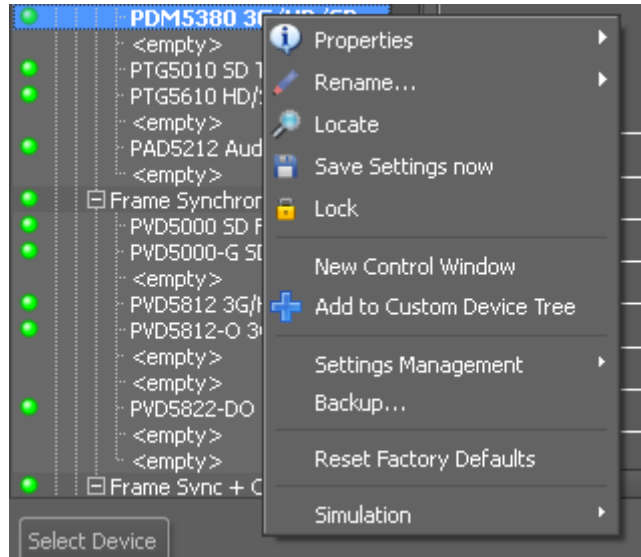 PDM5380 3G/HD/SD
<empty>
PTG5010 SD T
PTG5610 HD/
<empty>
PAD5212 Aud
<empty>
Frame Synchror
PVD5000 SD F
PVD5000-G SD
<empty>
PVD5812 3G/H
PVD5812-O 3G
<empty>
<empty>
PVD5822-DO
<empty>
<empty>
Frame Sync + C
Select Device
Properties
Rename...
Locate
Save Settings now
Lock
New Control Window
Add to Custom Device Tree
Settings Management
Backup...
Reset Factory Defaults
Simulation